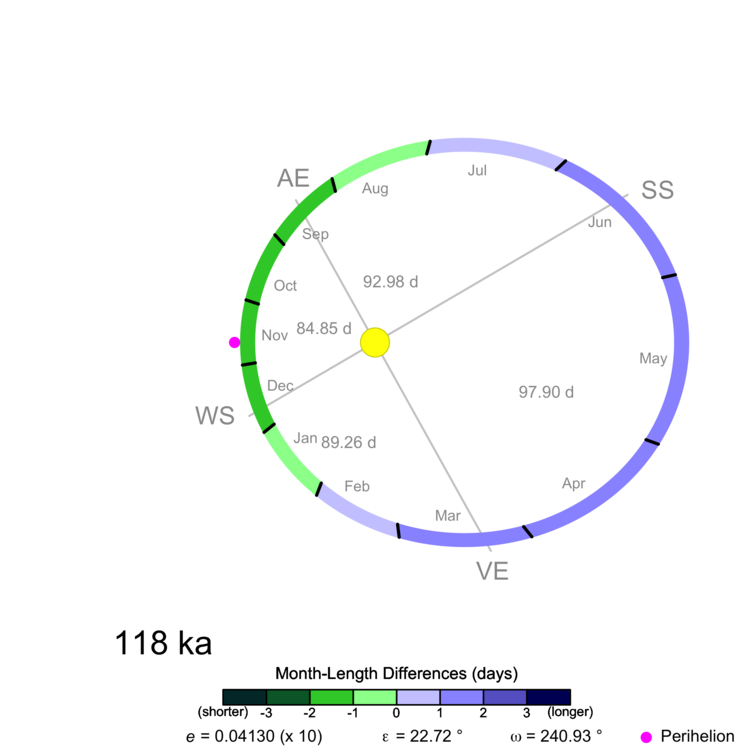 Jul
AE
Aug
SS
Jun
Sep
92.98 d
Oct
84.85 d
Nov
May
Dec
97.90 d
WS
Jan 89.26 d
Feb
Apr
Mar
VE
118 ka
Month-Length Differences (days)
(shorter) -3 -2 -1 0 1 2 3 (longer)
e = 0.04130 (x 10) ε = 22.72 ° ω = 240.93 ° Perihelion